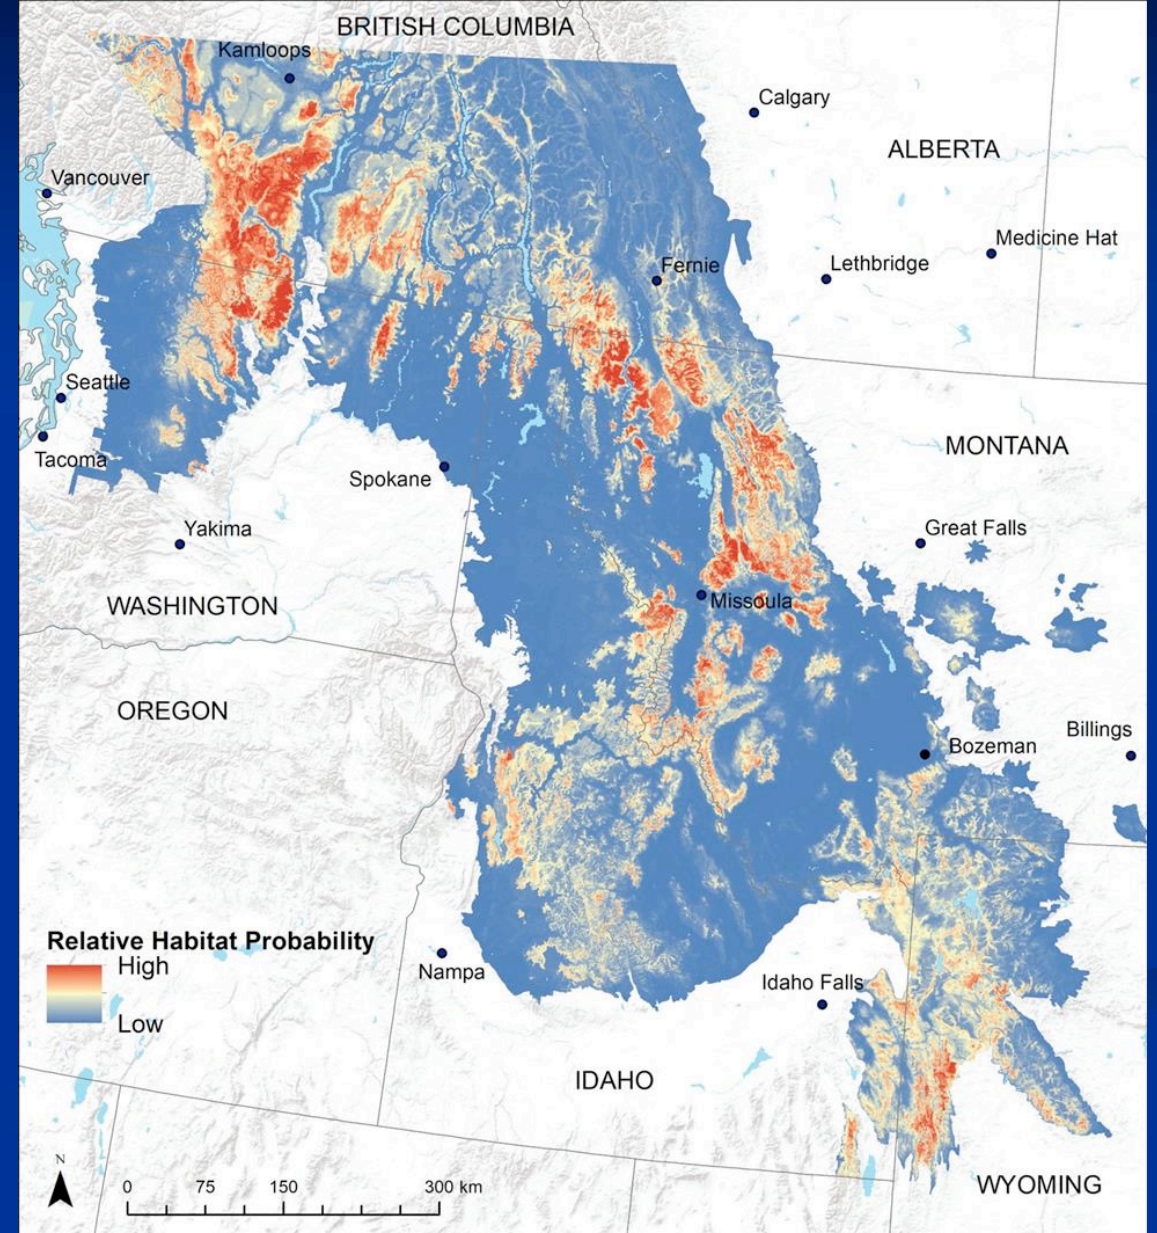 BRITISH COLUMBIA
Kamloops
Calgary
ALBERTA
Vancouver
Medicine Hat
Fernie
Lethbridge
Seattle
Tacoma
MONTANA
Spokane
Yakima
Great Falls
WASHINGTON
Missoula
OREGON
Billings
Bozeman
Relative Habitat Probability
High
Low
Nampa
Idaho Falls
IDAHO
WYOMING
N
0 75 150 300 km